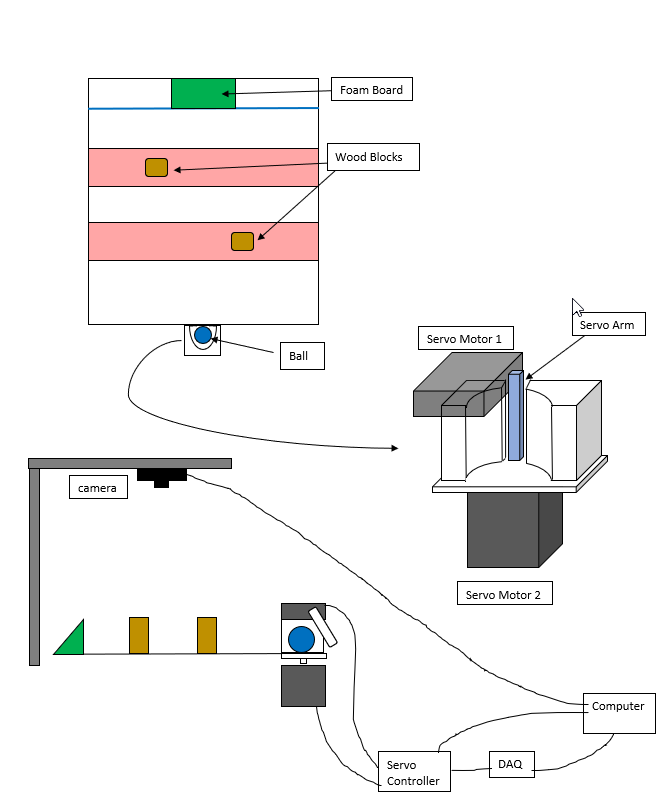 Foam Board
Wood Blocks
Servo Arm
Servo Motor 1
Ball
camera
Servo Motor 2
Computer
Servo
Controller
DAQ